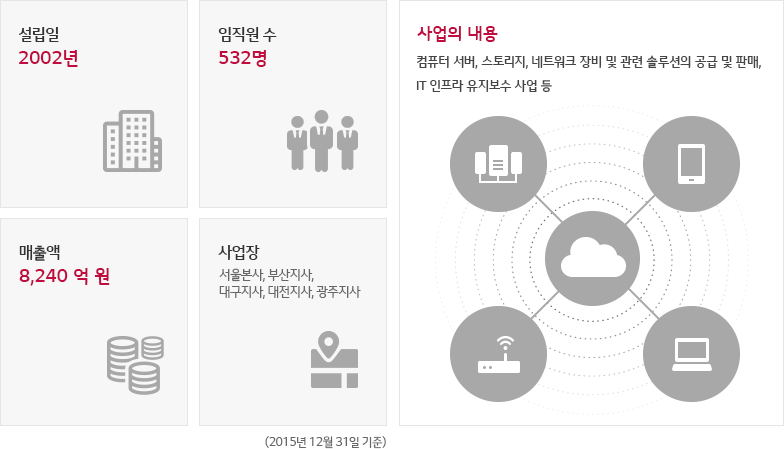 설립일
2002년
임직원 수
532명
사업의 내용
컴퓨터 서버, 스토리지, 네트워크 장비 및 관련 솔루션의 공급 및 판매,
IT 인프라 유지보수 사업 등
매출액
8,240 억 원
사업장
서울본사, 부산지사,
대구지사, 대전지사, 광주지사
(2015년 12월 31일 기준)